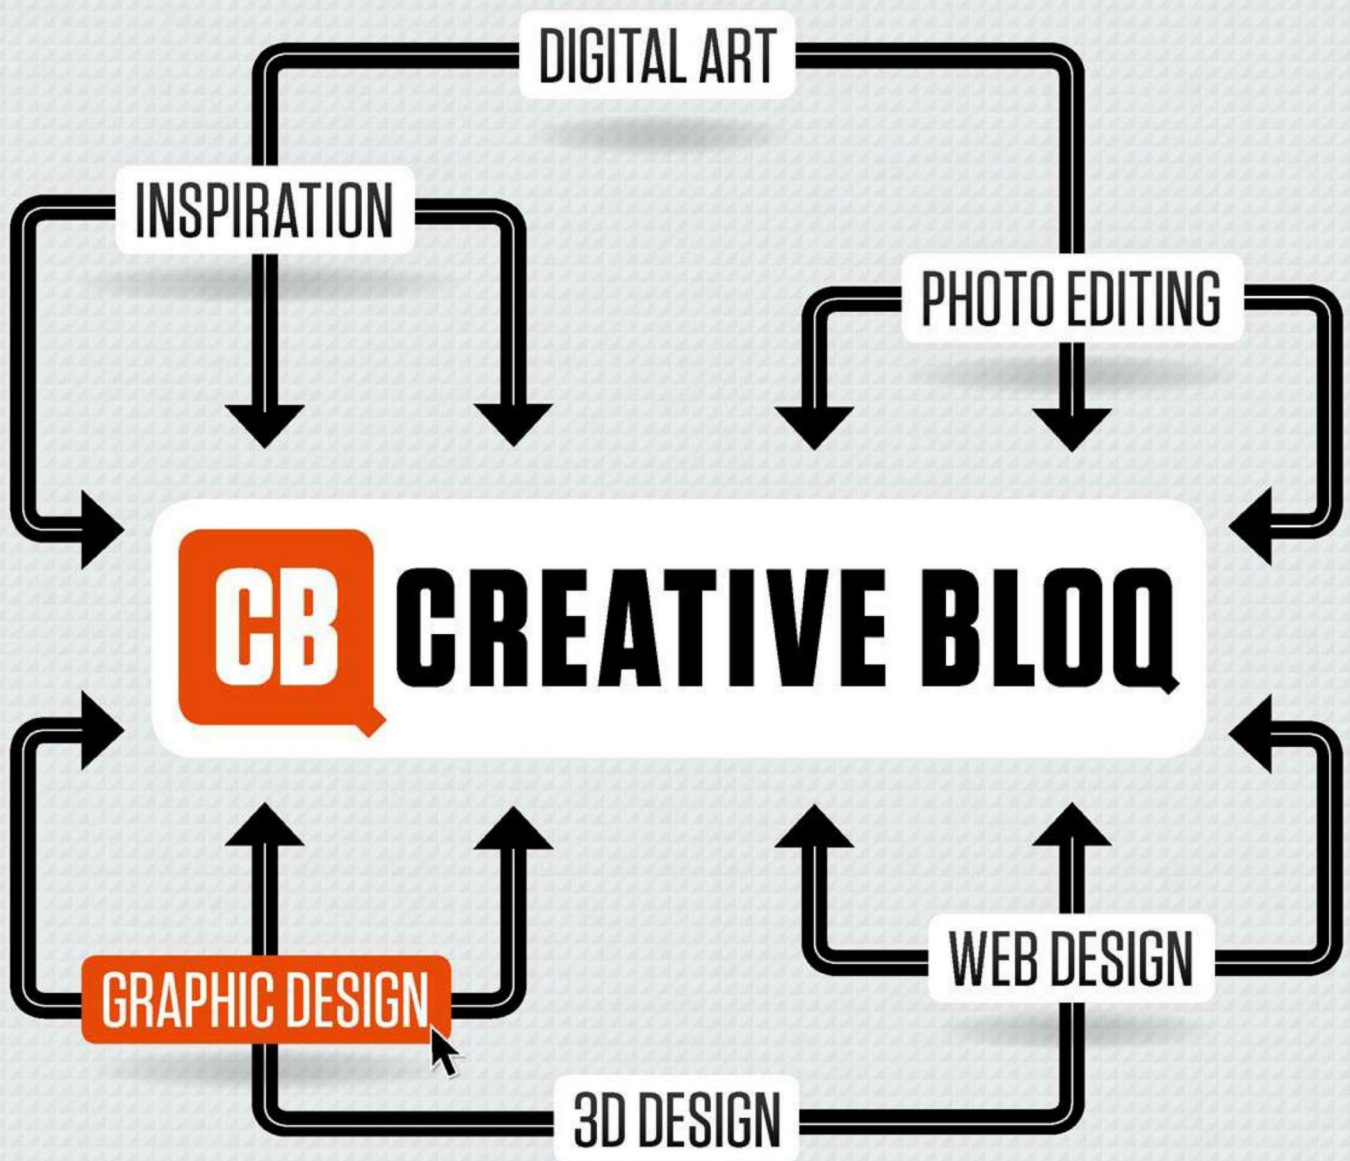 DIGITAL ART
INSPIRATION
PHOTO EDITING
CB CREATIVE BLOQ
GRAPHIC DESIGN
WEB DESIGN
3D DESIGN